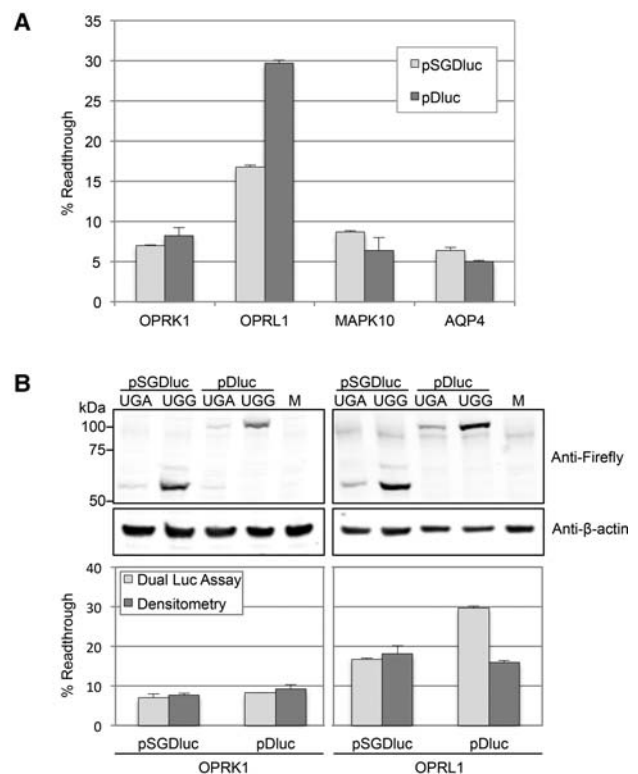 A
35
30
25
20
15
10
5
0
% Readthrough
pSGDluc
pDluc
OPRK1 OPRL1 MAPK10 AQP4
B
pSGDluc pDluc pSGDluc pDluc
kDa UGA UGG UGA UGG M UGA UGG UGA UGG M
100
75
50
Anti-Firefly
Anti-β-actin
40
30
20
10
0
% Readthrough
Dual Luc Assay
Densitometry
pSGDluc pDluc pSGDluc pDluc
OPRK1 OPRL1